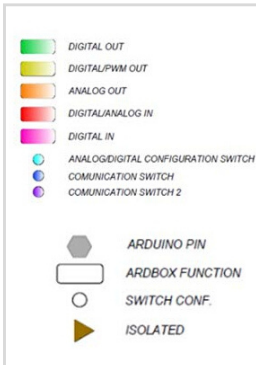 DIGITAL OUT
DIGITAL/PWM OUT
ANALOG OUT
DIGITAL/ANALOG IN
DIGITAL IN
ANALOG/DIGITAL CONFIGURATION SWITCH
COMUNICATION SWITCH
COMUNICATION SWITCH 2
ARDUINO PIN
ARDBOX FUNCTION
SWITCH CONF.
ISOLATED